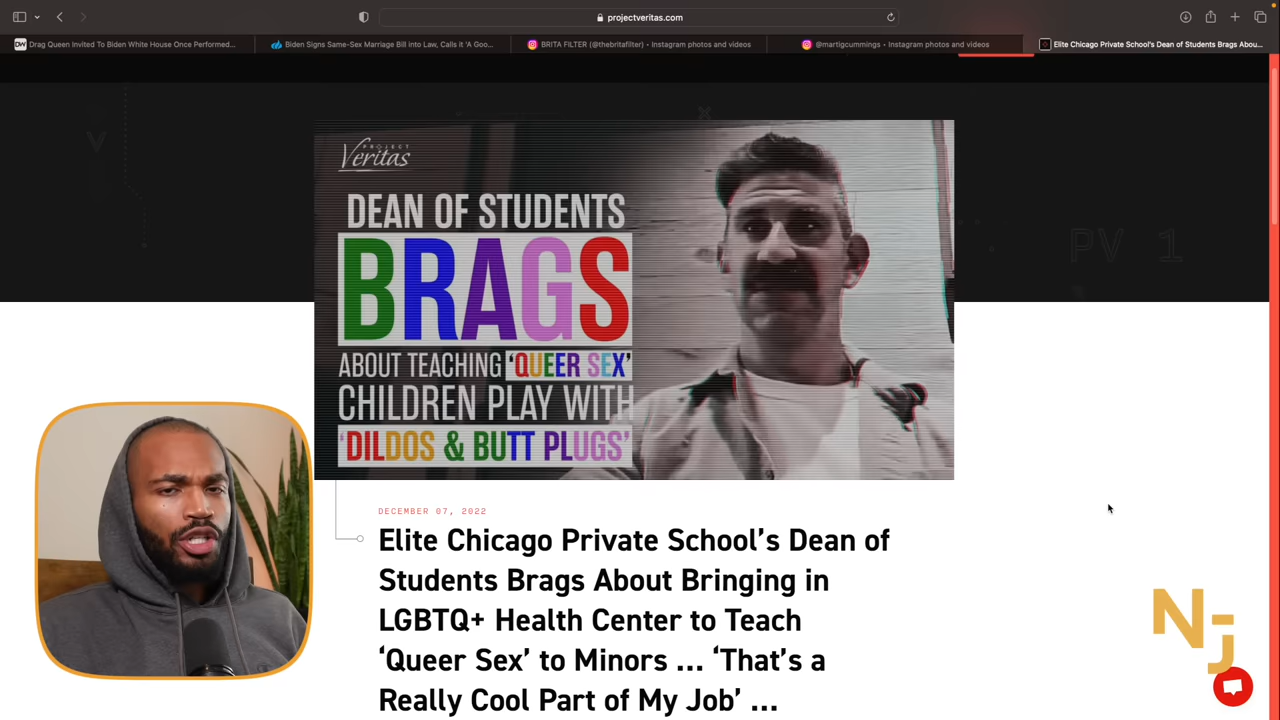 projectveritas.com
Drag Queen Invited To Biden White House Once Performed...
Biden Signs Same-Sex Marriage Bill into Law, Calls it 'A Goo...
BRITA FILTER (@thebritafilter) • Instagram photos and videos
@martigcummings • Instagram photos and videos
Elite Chicago Private School's Dean of Students Brags Abou...
PROJECT
Veritas
DEAN OF STUDENTS
BRAGS
ABOUT TEACHING 'QUEER SEX'
CHILDREN PLAY WITH
'DILDOS & BUTT PLUGS'
PV 1
DECEMBER 07, 2022
Elite Chicago Private School's Dean of
Students Brags About Bringing in
LGBTQ+ Health Center to Teach
'Queer Sex' to Minors ... 'That's a
Really Cool Part of My Job' ...
N-J